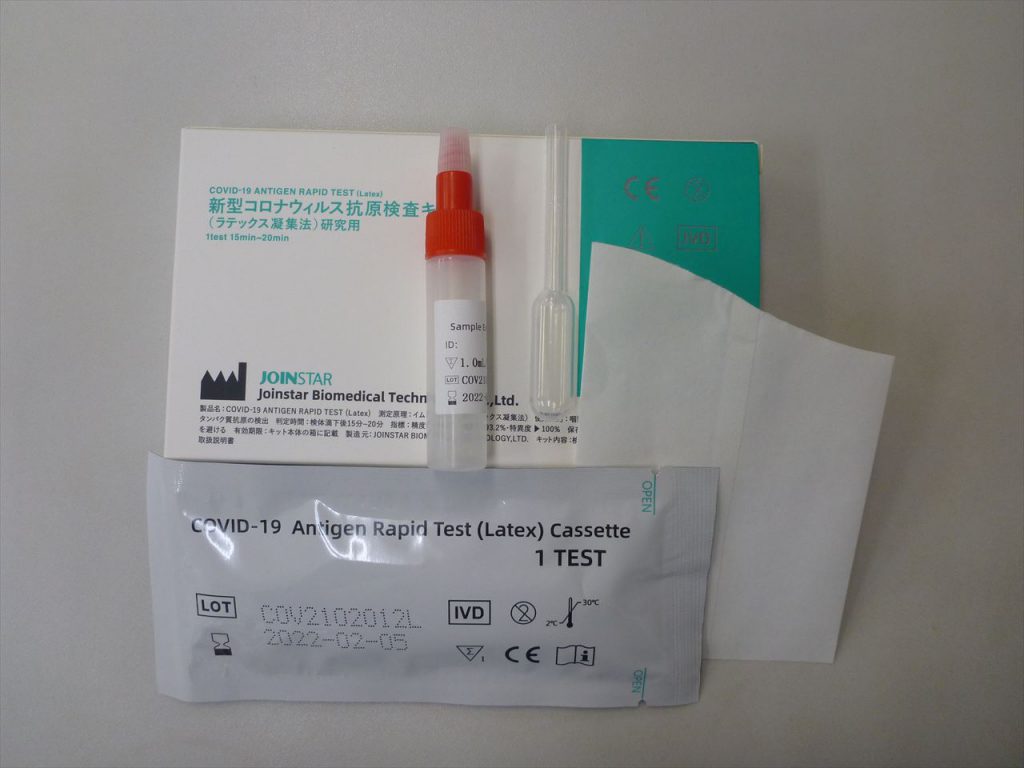 COVID-19 ANTIGEN RAPID TEST (Latex)
新型コロナウィルス抗原検査キ
(ラテックス凝集法)研究用
1test 15min~20min
CE
IVD
JOINSTAR
Joinstar Biomedical Techn ,Ltd.
製品名:COVID-19 ANTIGEN RAPID TEST (Latex) 測定原理:イム
クス凝集法)
タンパク質抗原の検出 判定時間:検体滴下後15分~20分 指標:精度
93.2%・特異度▶100% 保存
を避ける 有効期限:キット本体の箱に記載 製造元:JOINSTAR BIOM
OLOGY,LTD. キット内容:
取扱説明書
Sample E
ID:
1.0mL
LOT COV21
2022-
OPEN
COVID-19 Antigen Rapid Test (Latex) Cassette
1 TEST
LOT COV2102012L
2022-02-05
IVD 2 2℃ 30℃
Σ 1 CE i
OPEN